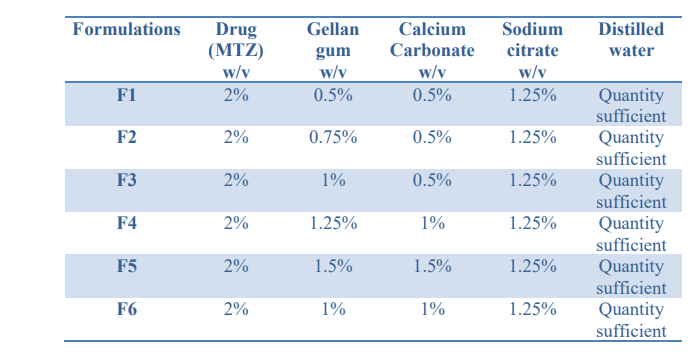 Formulations Drug Gellan Calcium Sodium Distilled
(MTZ) gum Carbonate citrate water
w/v w/v w/v w/v
F1 2% 0.5% 0.5% 1.25% Quantity
sufficient
F2 2% 0.75% 0.5% 1.25% Quantity
sufficient
F3 2% 1% 0.5% 1.25% Quantity
sufficient
F4 2% 1.25% 1% 1.25% Quantity
sufficient
F5 2% 1.5% 1.5% 1.25% Quantity
sufficient
F6 2% 1% 1% 1.25% Quantity
sufficient